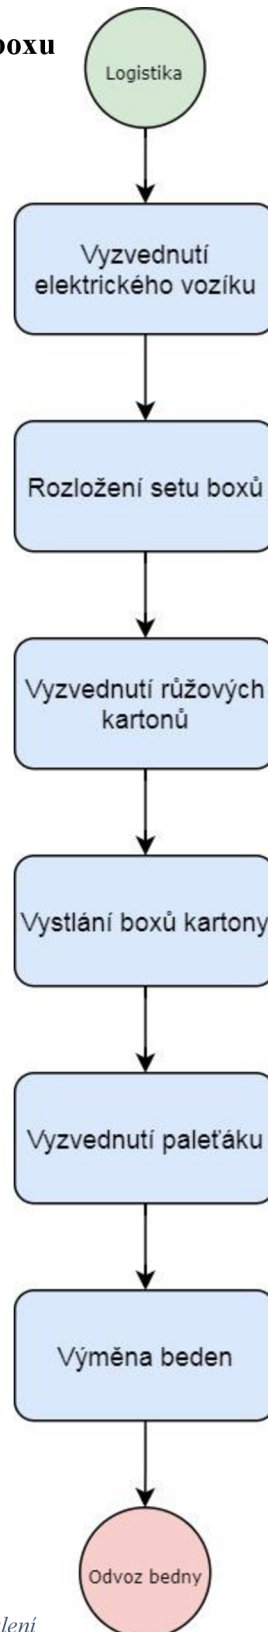 boxu
Logistika
Vyzvednutí
elektrického vozíku
Rozložení setu boxů
Vyzvednutí růžových
kartonů
Vystlání boxů kartony
Vyzvednutí paleťáku
Výměna beden
Odvoz bedny